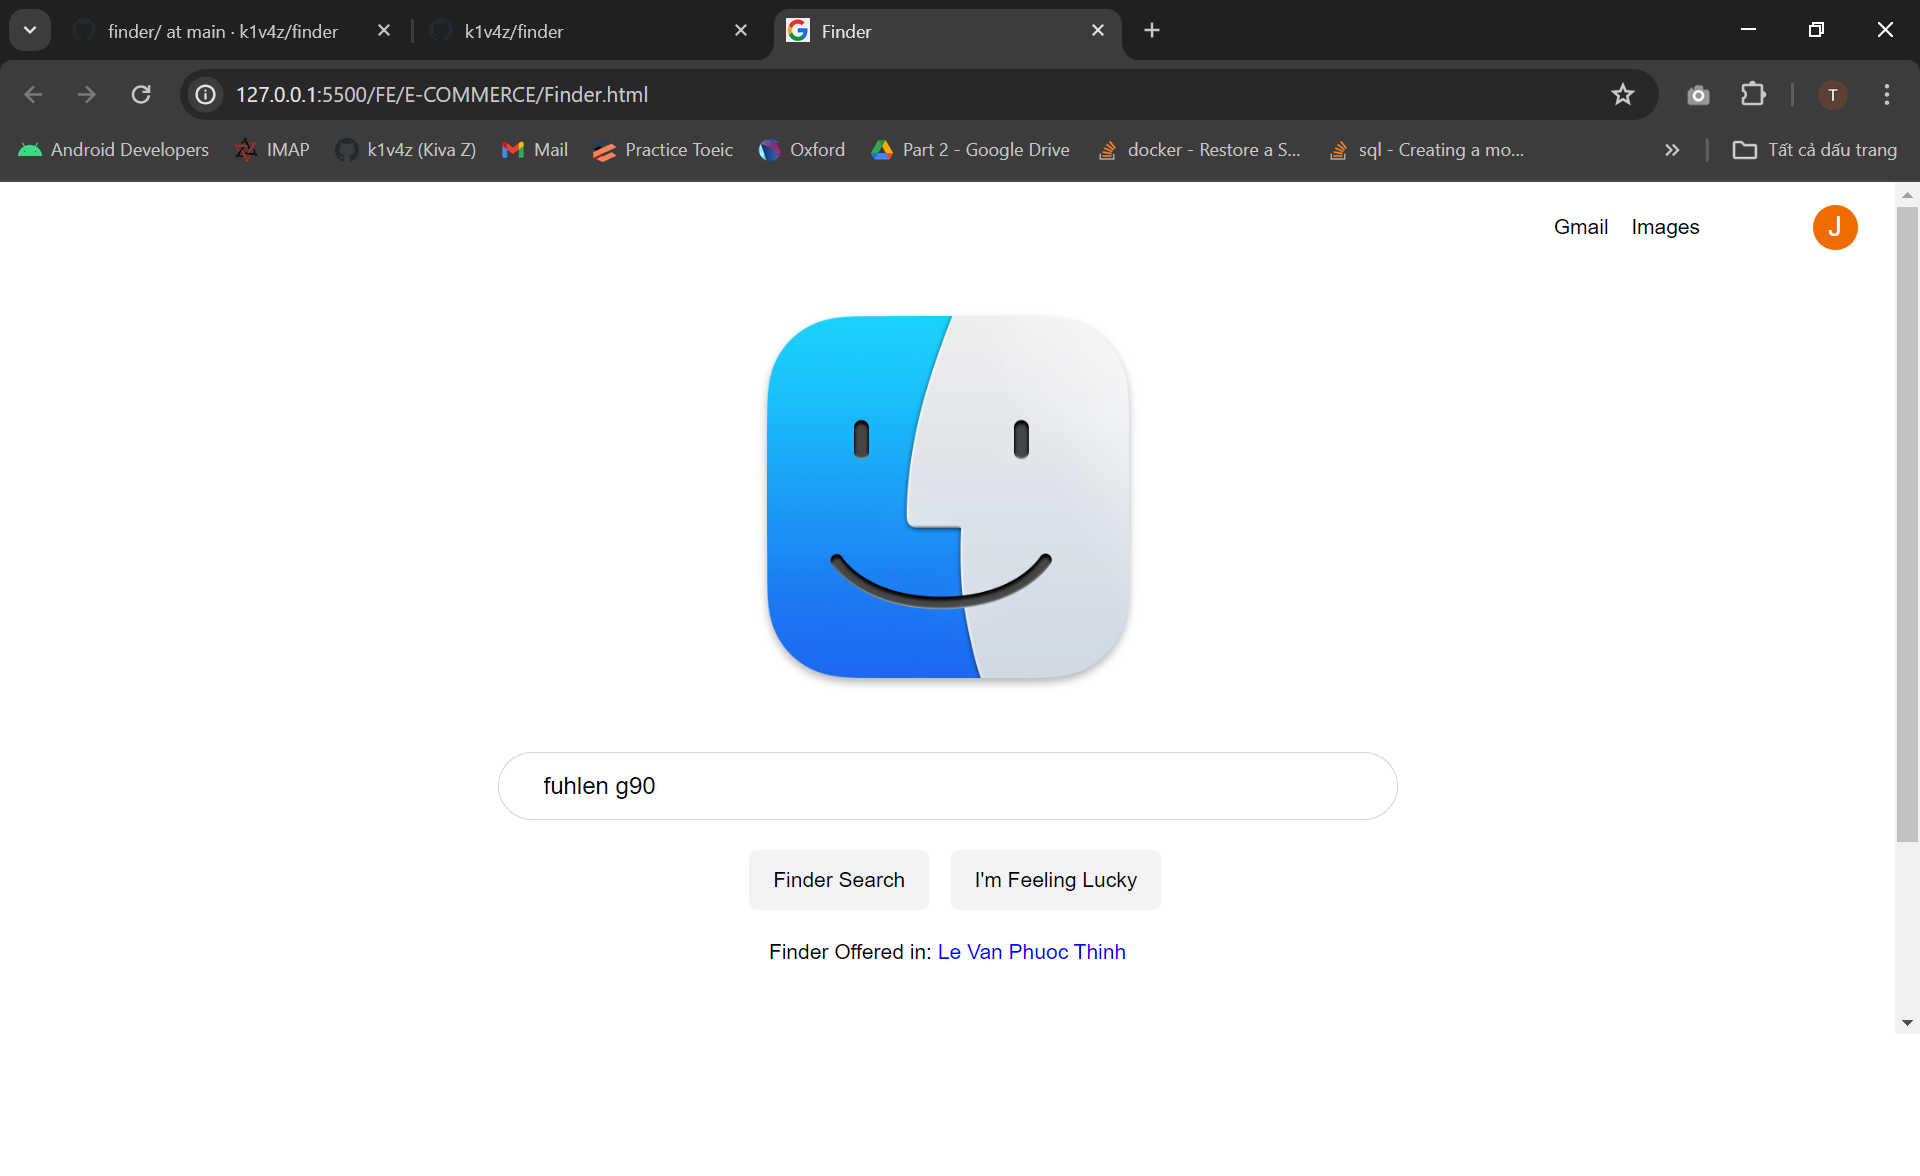 finder/ at main · k1v4z/finder
k1v4z/finder
Finder
127.0.0.1:5500/FE/E-COMMERCE/Finder.html
T
Android Developers
IMAP
k1v4z (Kiva Z)
Mail
Practice Toeic
Oxford
Part 2 - Google Drive
docker - Restore a S...
sql - Creating a mo...
Tất cả dấu trang
Gmail Images
J
fuhlen g90
Finder Search
I'm Feeling Lucky
Finder Offered in: Le Van Phuoc Thinh